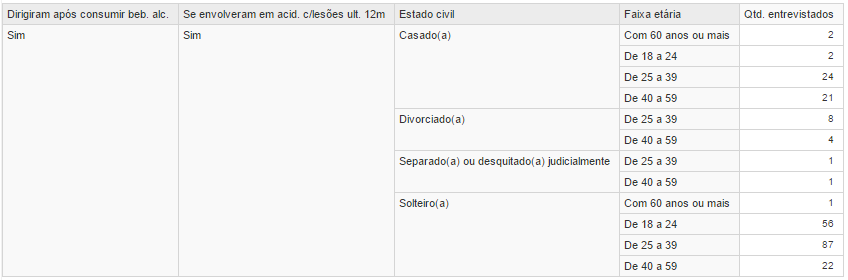 Dirigiram após consumir beb. alc. Se envolveram em acid. c/lesões ult. 12m Estado civil Faixa etária Qtd. entrevistados
Sim Sim Casado(a) Com 60 anos ou mais 2
De 18 a 24 2
De 25 a 39 24
De 40 a 59 21
Divorciado(a) De 25 a 39 8
De 40 a 59 4
Separado(a) ou desquitado(a) judicialmente De 25 a 39 1
De 40 a 59 1
Solteiro(a) Com 60 anos ou mais 1
De 18 a 24 56
De 25 a 39 87
De 40 a 59 22